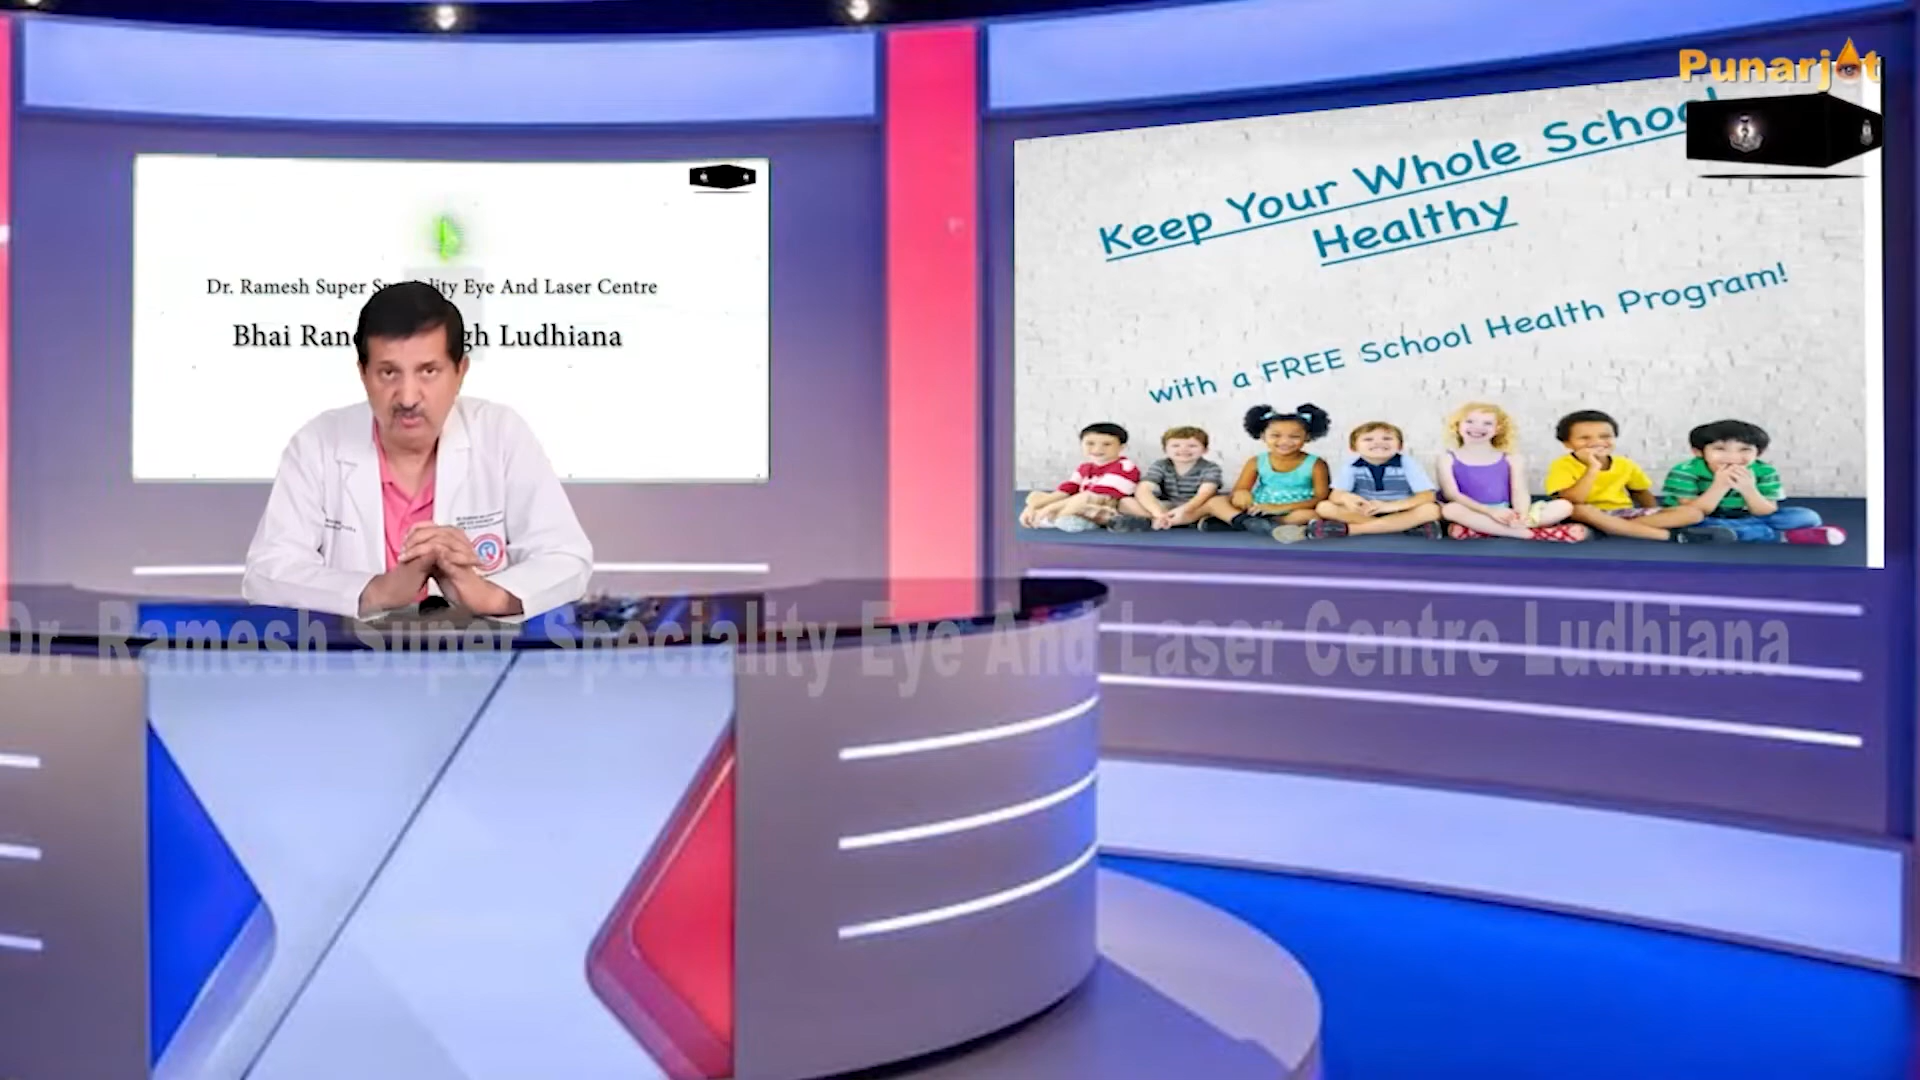 Punarjot
Keep Your Whole School
Healthy
with a FREE School Health Program!
Dr. Ramesh Super Speciality Eye And Laser Centre
Bhai Ran gh Ludhiana
Dr. Ramesh Super Speciality Eye And Laser Centre Ludhiana